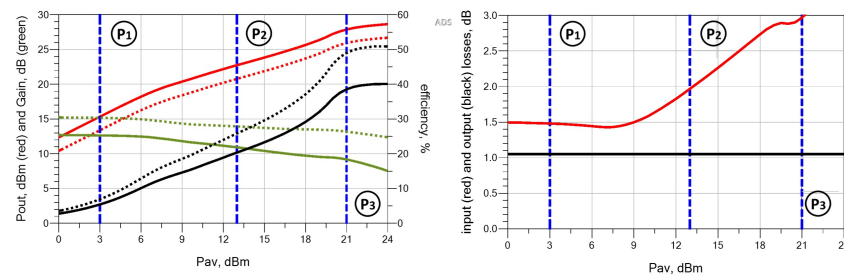 30
25
20
15
10
5
0
Pout, dBm (red) and Gain, dB (green)
P1
P2
P3
60
50
40
30
20
10
0
efficiency, %
0 3 6 9 12 15 18 21 24
Pav, dBm
ADS
3.0
2.5
2.0
1.5
1.0
0.5
0.0
input (red) and output (black) losses, dB
P1
P2
P3
0 3 6 9 12 15 18 21 24
Pav, dBm